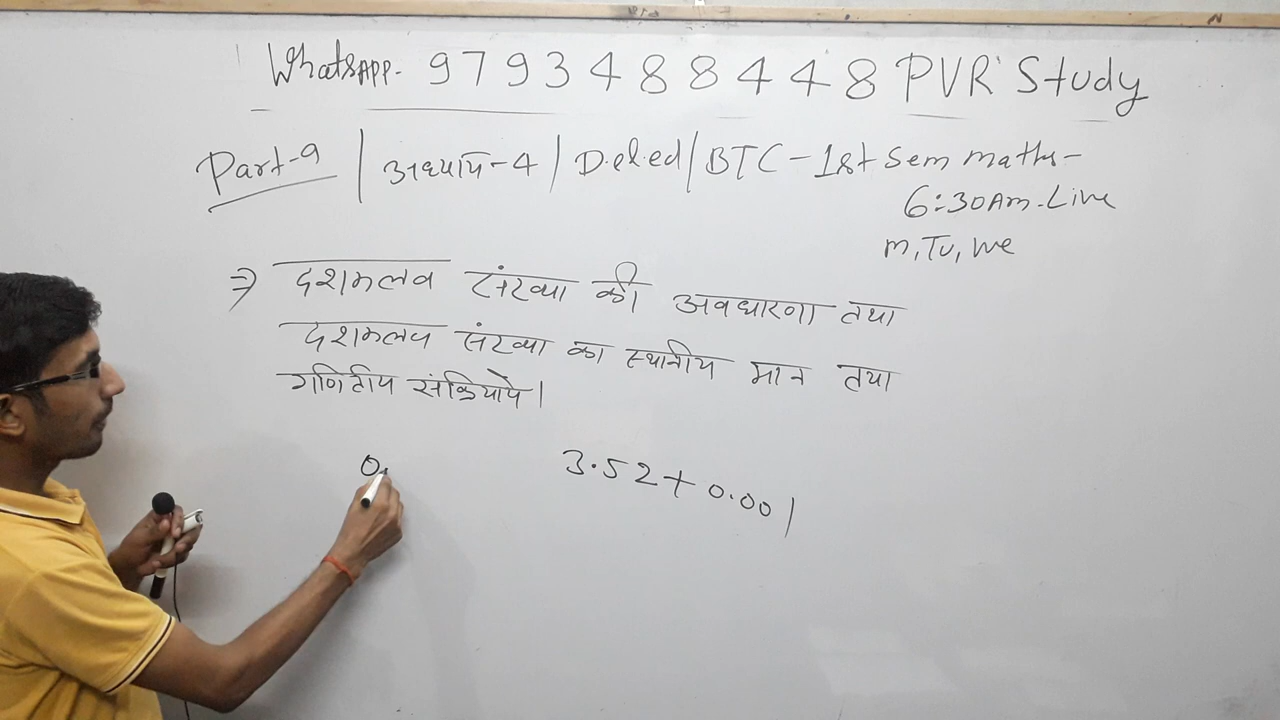 WhatsAPP- 9793488448 PVR Study
Part-9 | अध्याय-4 | D.el.ed / BTC - 1st Sem maths-
6:30Am-Live
m, Tu, we
⇒ दशमलव संख्या की अवधारणा तथा
दशमलव संख्या का स्थानीय मान तथा
गणितीय संक्रियाये।
0.
3.52+0.001